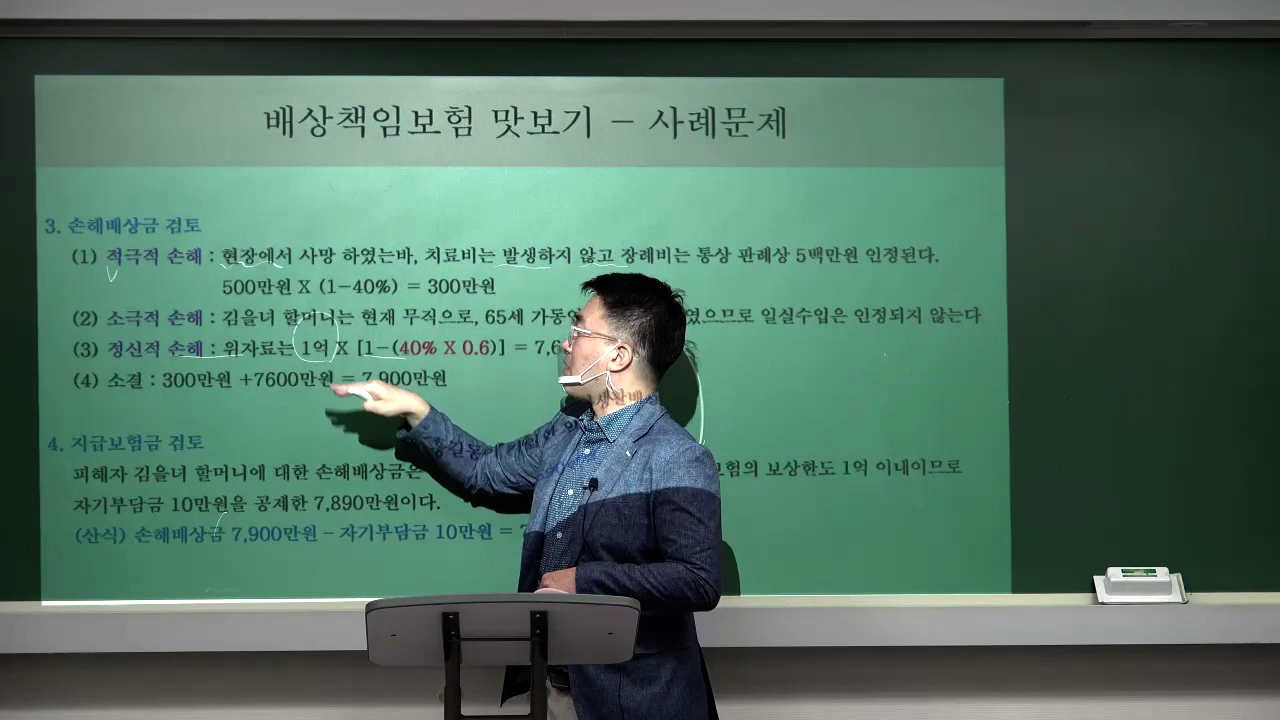 배상책임보험 맛보기 - 사례문제
3. 손해배상금 검토
(1) 적극적 손해 : 현장에서 사망 하였는바, 치료비는 발생하지 않고 장례비는 통상 판례상 5백만원 인정된다.
500만원 X (1-40%) = 300만원
(2) 소극적 손해 : 김을녀 할머니는 현재 무직으로, 65세 였으므로 일실수입은 인정되지 않는다
(3) 정신적 손해 : 위자료는 1억 X [1-(40% X 0.6)] = 7,6
(4) 소결 : 300만원 +7600만원 = 7,900만원
4. 지급보험금 검토
피해자 김을녀 할머니에 대한 손해배상금은 보험의 보상한도 1억 이내이므로
자기부담금 10만원을 공제한 7,890만원이다.
(산식) 손해배상금 7,900만원 - 자기부담금 10만원 = 7